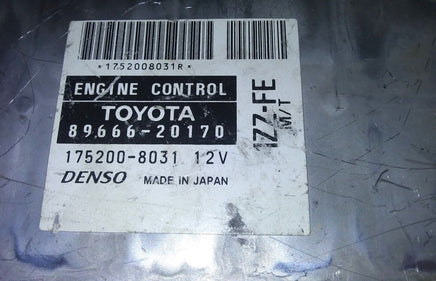 *1752008031R*
ENGINE CONTROL
TOYOTA
89666-20170
175200-8031 12V
DENSO MADE IN JAPAN
1ZZ-FE
M/T